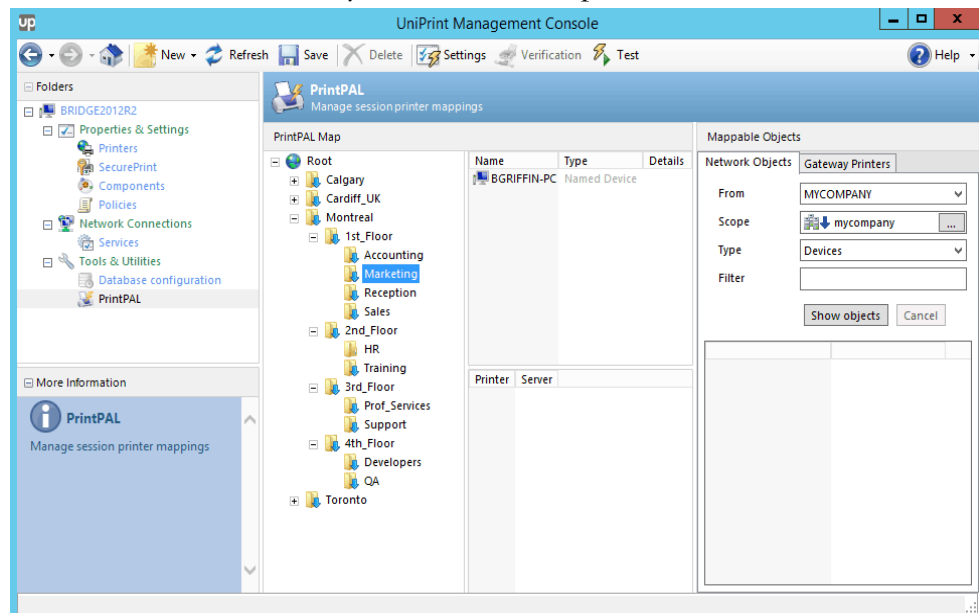 UP
UniPrint Management Console
New
Refresh
Save
Delete
Settings
Verification
Test
Help
Folders
BRIDGE2012R2
Properties & Settings
Printers
SecurePrint
Components
Policies
Network Connections
Services
Tools & Utilities
Database configuration
PrintPAL
More Information
PrintPAL
Manage session printer mappings
PrintPAL
Manage session printer mappings
PrintPAL Map
Root
Calgary
Cardiff_UK
Montreal
1st_Floor
Accounting
Marketing
Reception
Sales
2nd_Floor
HR
Training
3rd_Floor
Prof_Services
Support
4th_Floor
Developers
QA
Toronto
Name Type Details
BGRIFFIN-PC Named Device
Printer Server
Mappable Objects
Network Objects Gateway Printers
From MYCOMPANY
Scope mycompany ...
Type Devices
Filter
Show objects Cancel